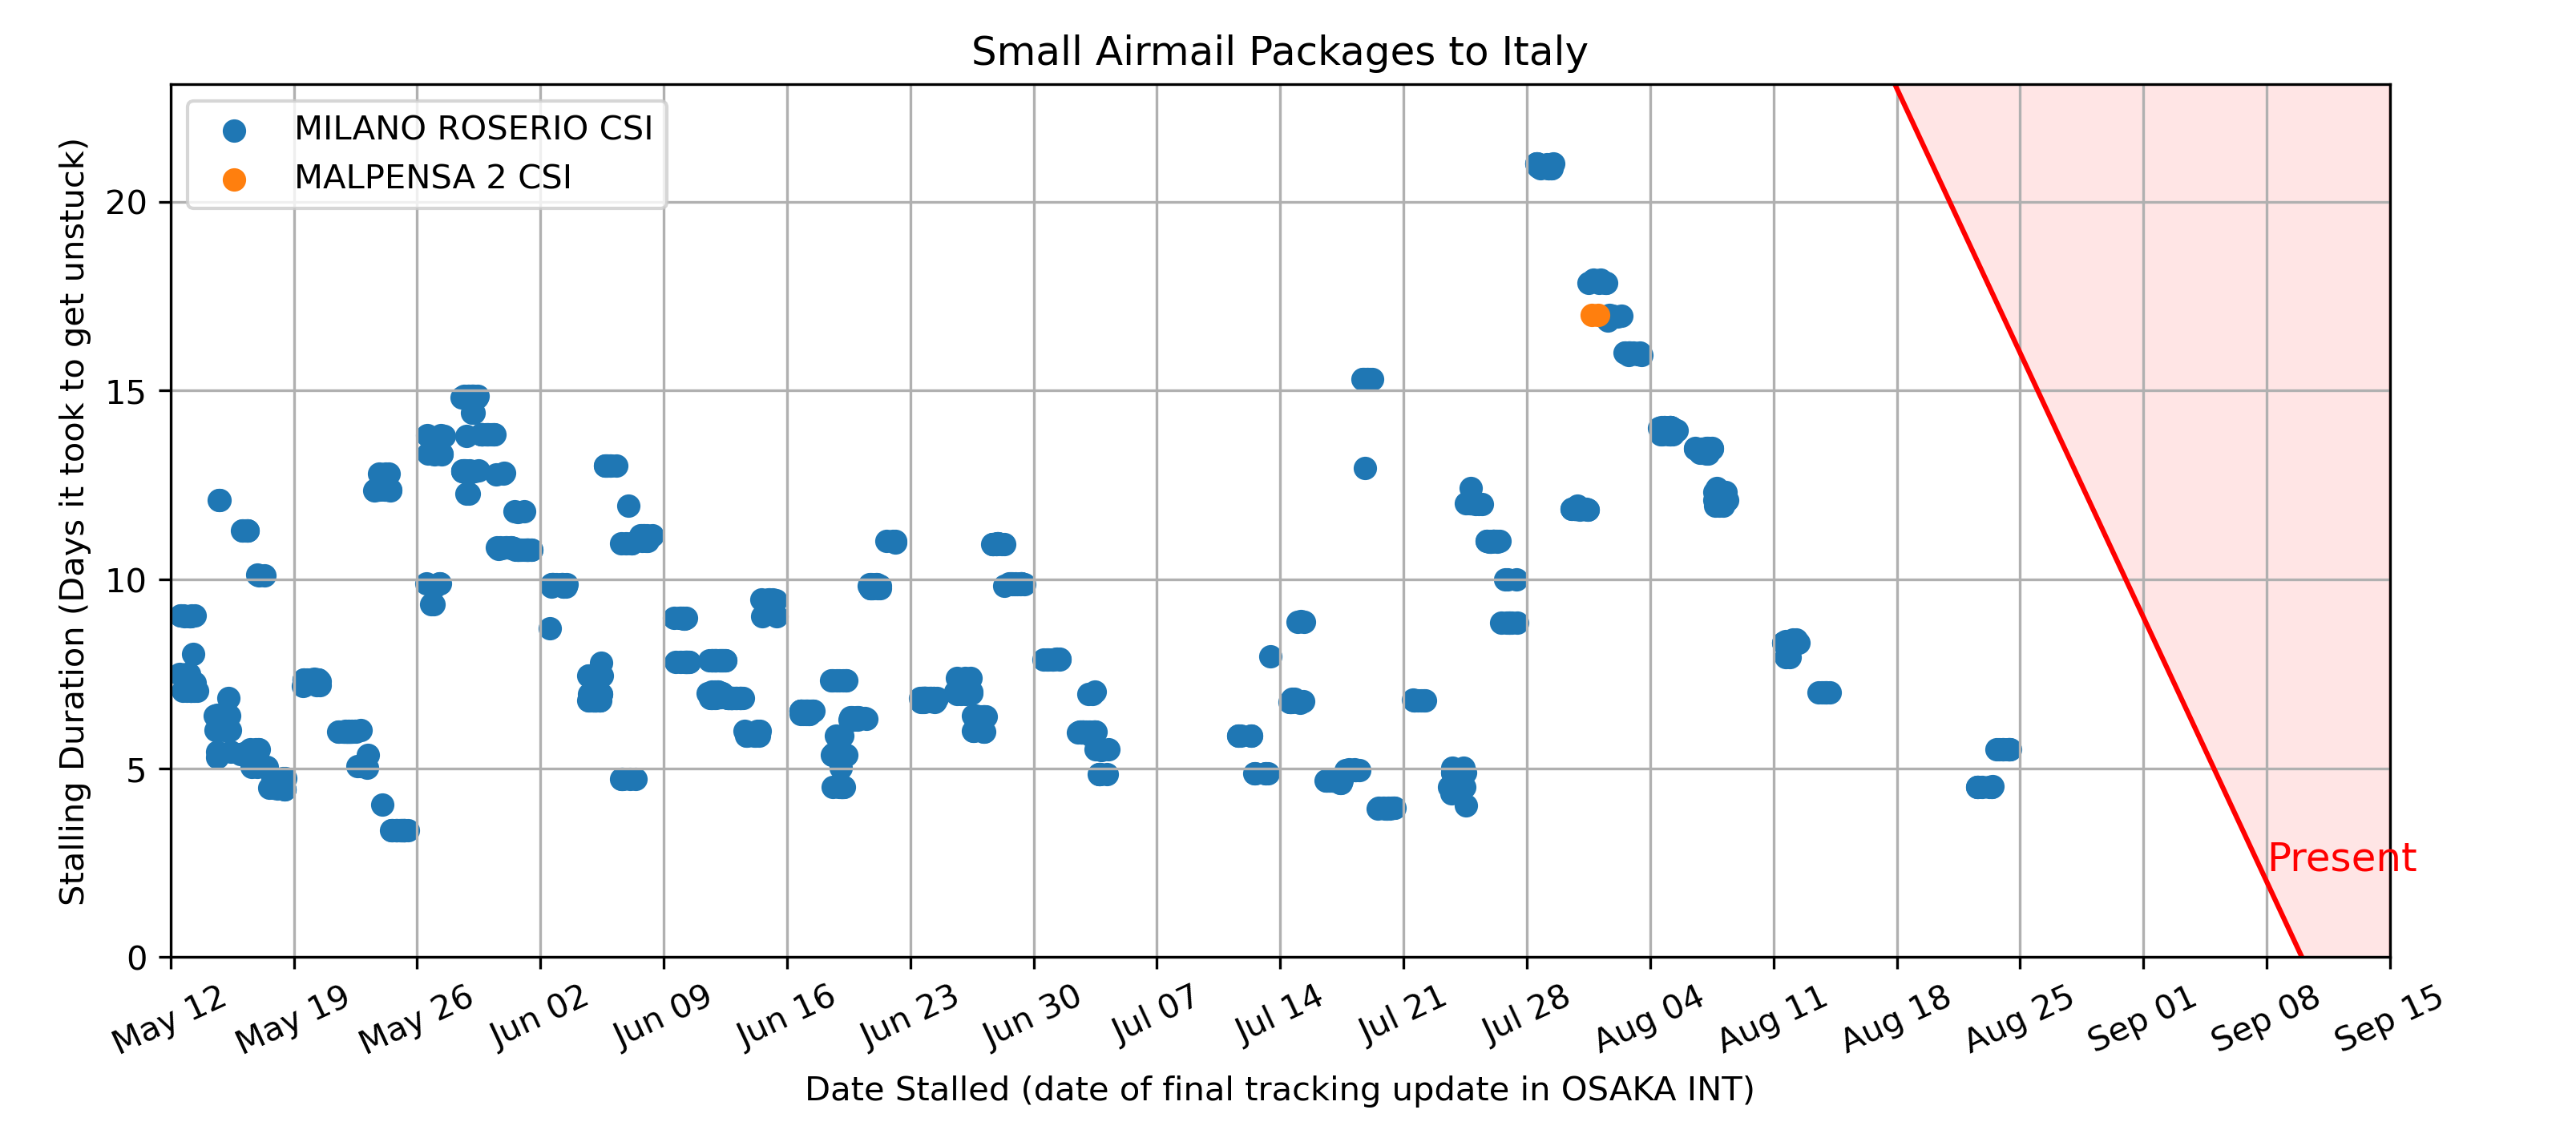 Small Airmail Packages to Italy
MILANO ROSERIO CSI
MALPENSA 2 CSI
Stalling Duration (Days it took to get unstuck)
20
15
10
5
0
Present
May 12
May 19
May 26
Jun 02
Jun 09
Jun 16
Jun 23
Jun 30
Jul 07
Jul 14
Jul 21
Jul 28
Aug 04
Aug 11
Aug 18
Aug 25
Sep 01
Sep 08
Sep 15
Date Stalled (date of final tracking update in OSAKA INT)